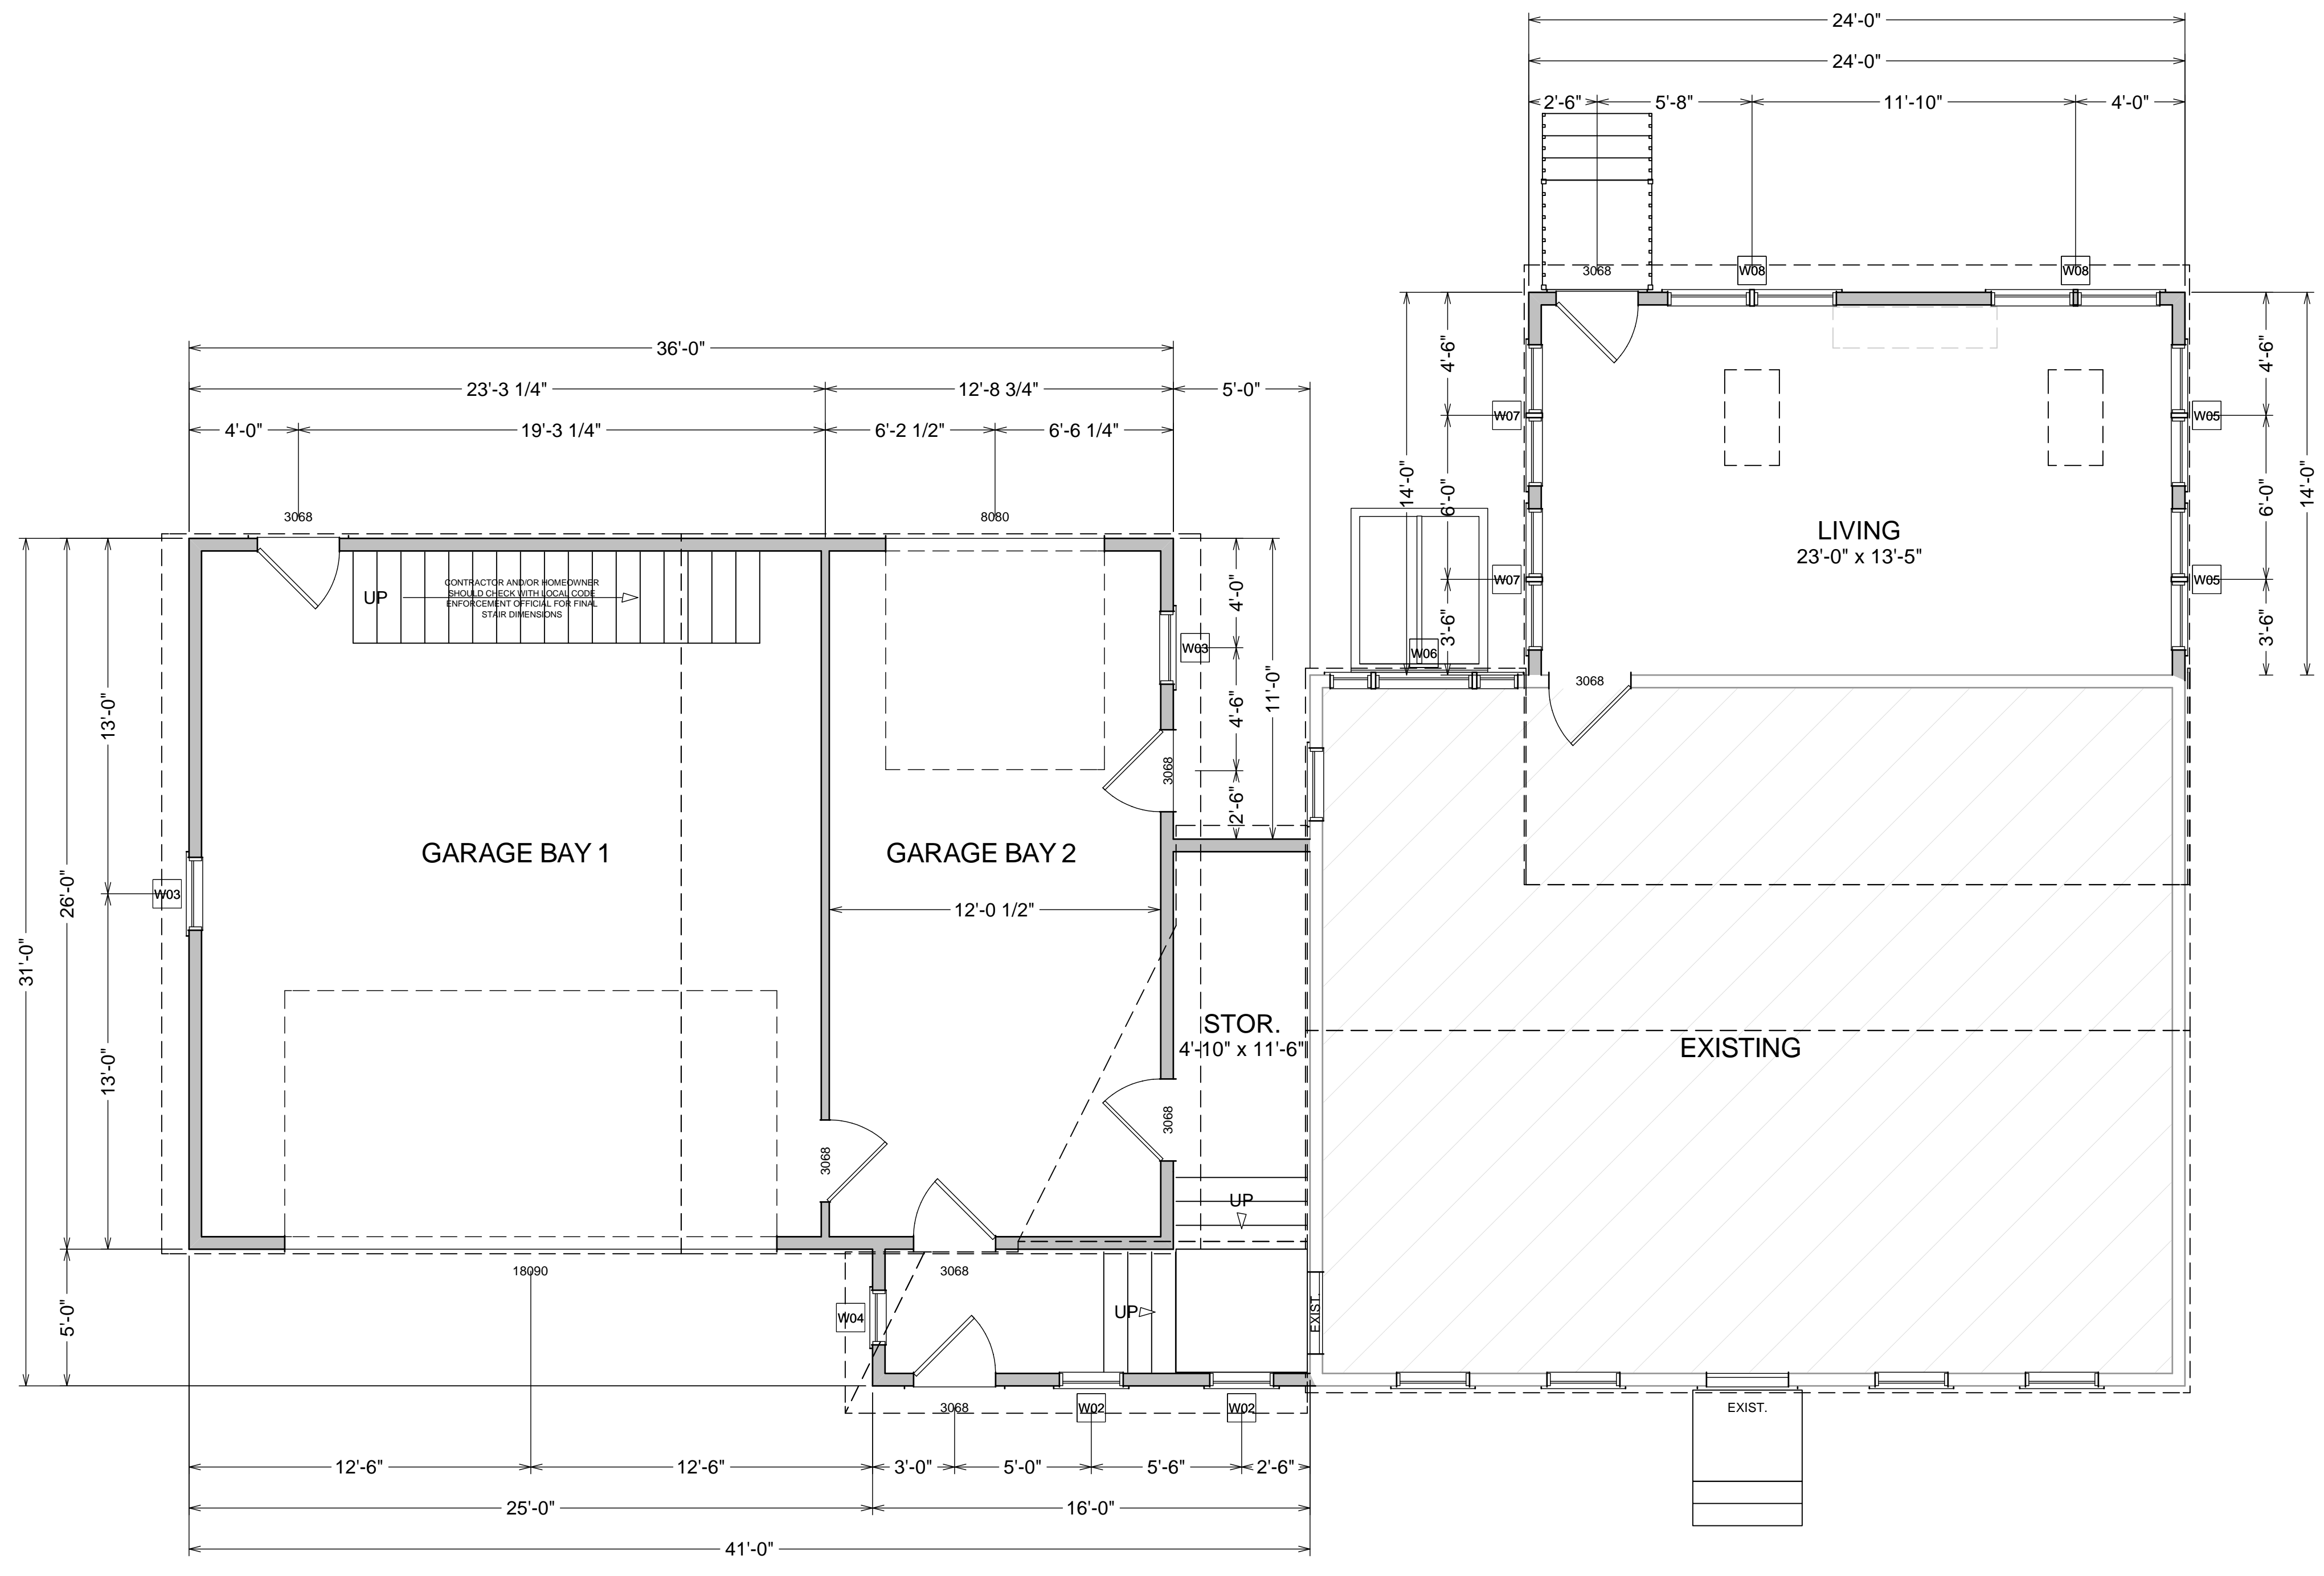 24'-0"
24'-0"
2'-6" 5'-8" 11'-10" 4'-0"
3068 W08 W08
36'-0"
4'-6" 4'-6"
23'-3 1/4" 12'-8 3/4" 5'-0"
W07 W05
4'-0" 19'-3 1/4" 6'-2 1/2" 6'-6 1/4"
14'-0" 6'-0" 6'-0" 14'-0"
3068 8080
LIVING
23'-0" x 13'-5"
W07 W05
CONTRACTOR AND/OR HOMEOWNER
SHOULD CHECK WITH LOCAL CODE
ENFORCEMENT OFFICIAL FOR FINAL
STAIR DIMENSIONS
UP
4'-0"
3'-6" 3'-6"
W03 W06
3068
13'-0" 4'-6" 11'-0"
3068
2'-6"
GARAGE BAY 1 GARAGE BAY 2
W03
26'-0"
12'-0 1/2"
31'-0"
STOR.
4'-10" x 11'-6"
EXISTING
13'-0"
3068
3068
UP
18090 3068
5'-0"
W04 UP EXIST.
3068 W02 W02 EXIST.
12'-6" 12'-6" 3'-0" 5'-0" 5'-6" 2'-6"
25'-0" 16'-0"
41'-0"